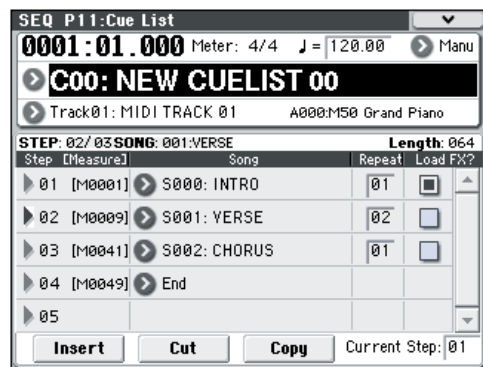 SEQ P11:Cue List
0001:01.000 Meter: 4/4 ♩= 120.00 Manu
C00: NEW CUELIST 00
Track01: MIDI TRACK 01 A000:M50 Grand Piano
STEP: 02/03 SONG: 001:VERSE Length: 064
Step [Measure] Song Repeat Load FX?
01 [M0001] S000: INTRO 01
02 [M0009] S001: VERSE 02
03 [M0041] S002: CHORUS 01
04 [M0049] End
05
Insert Cut Copy Current Step: 01